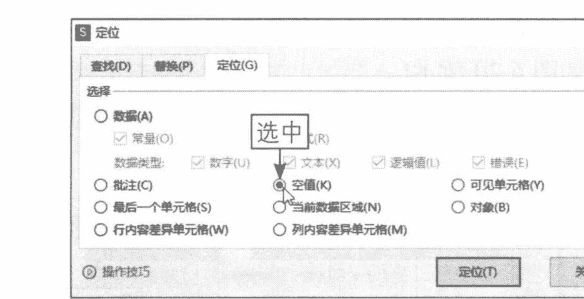 S 定位
查找(D) 替换(P) 定位(G)
选择
数据(A)
常量(O) (R)
选中
数据类型: 数字(U) 文本(X) 逻辑值(L) 错误(E)
批注(C) 空值(K) 可见单元格(Y)
最后一个单元格(S) 当前数据区域(N) 对象(B)
行内容差异单元格(W) 列内容差异单元格(M)
操作技巧 定位(T)